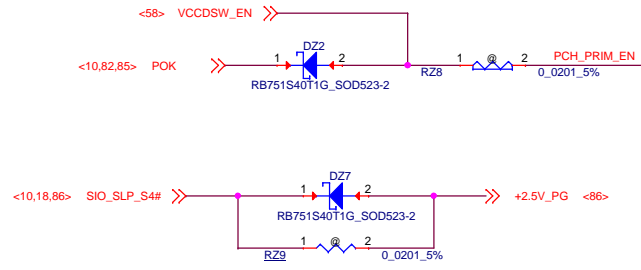 <58> VCCDSW_EN
DZ2
1 2
<10,82,85> POK
RB751S40T1G_SOD523-2
RZ8
1 @ 2
0_0201_5%
PCH_PRIM_EN
DZ7
1 2
<10,18,86> SIO_SLP_S4#
+2.5V_PG <86>
RB751S40T1G_SOD523-2
1 @ 2
RZ9
0_0201_5%